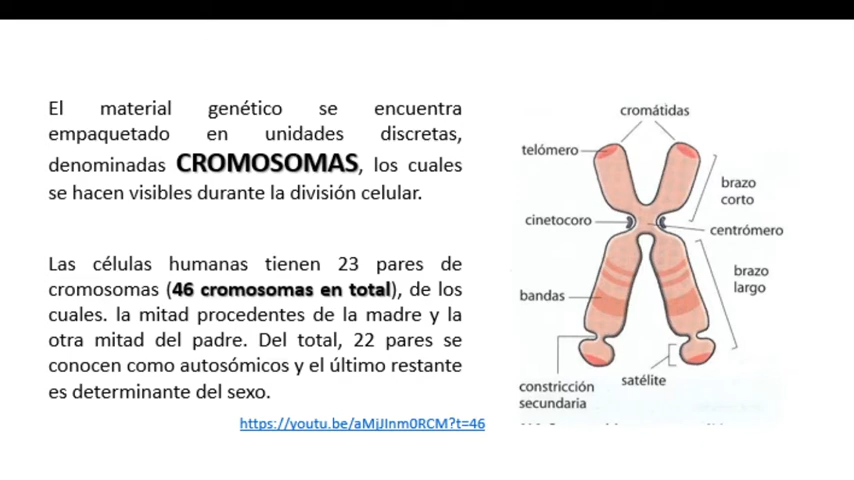 El material genético se encuentra
empaquetado en unidades discretas,
denominadas CROMOSOMAS, los cuales
se hacen visibles durante la división celular.
Las células humanas tienen 23 pares de
cromosomas (46 cromosomas en total), de los
cuales. la mitad procedentes de la madre y la
otra mitad del padre. Del total, 22 pares se
conocen como autosómicos y el último restante
es determinante del sexo.
https://youtu.be/aMjJInm0RCM?t=46
cromátidas
telómero
brazo
corto
cinetocoro
centrómero
brazo
largo
bandas
satélite
constricción
secundaria